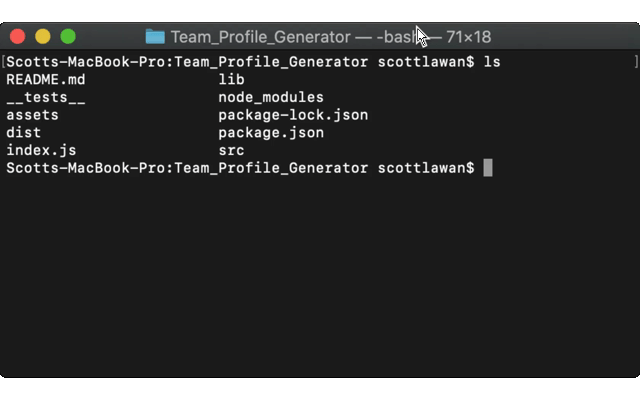 Team_Profile_Generator — -bash — 71×18
[Scotts-MacBook-Pro:Team_Profile_Generator scottlawan$ ls ]
README.md lib
__tests__ node_modules
assets package-lock.json
dist package.json
index.js src
Scotts-MacBook-Pro:Team_Profile_Generator scottlawan$